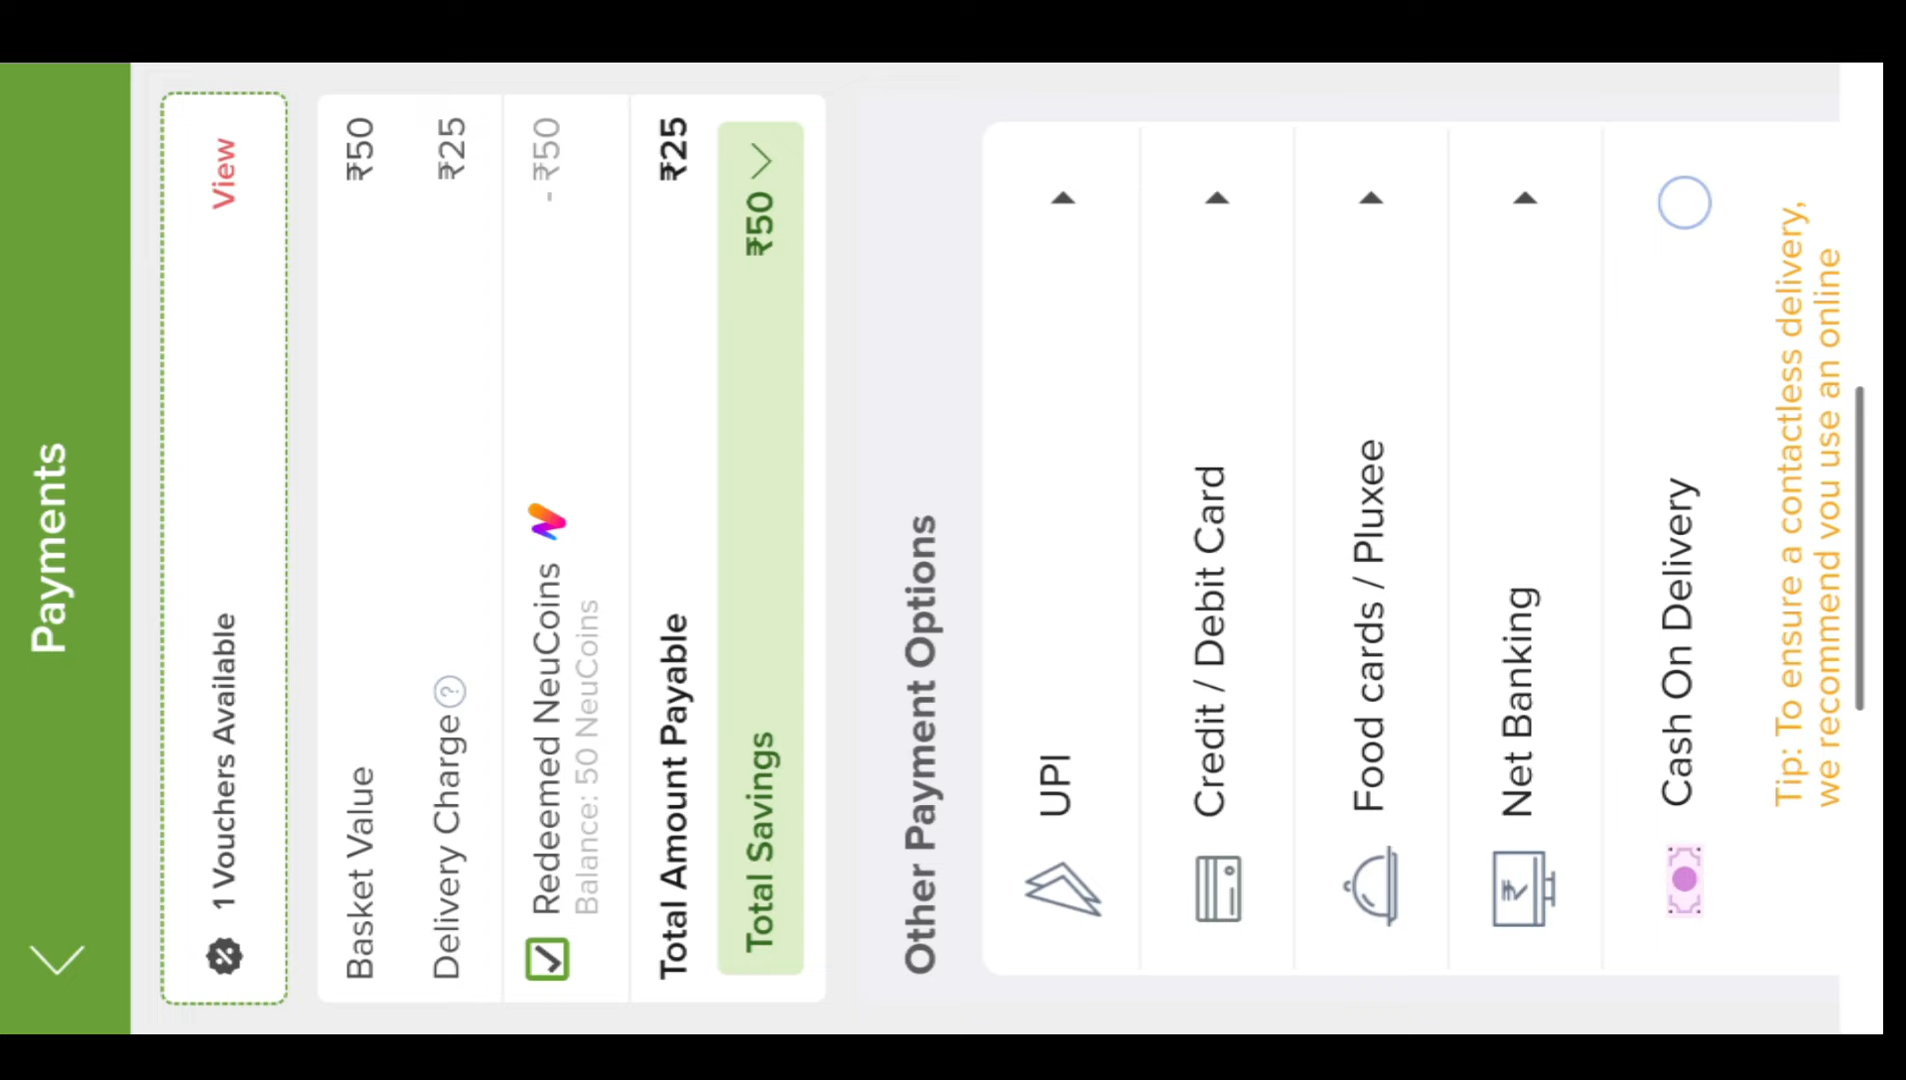 Payments
1 Vouchers Available View
Basket Value ₹50
Delivery Charge ? ₹25
Redeemed NeuCoins - ₹50
Balance: 50 NeuCoins
Total Amount Payable ₹25
Total Savings ₹50
Other Payment Options
UPI
Credit / Debit Card
Food cards / Pluxee
Net Banking
Cash On Delivery
Tip: To ensure a contactless delivery,
we recommend you use an online